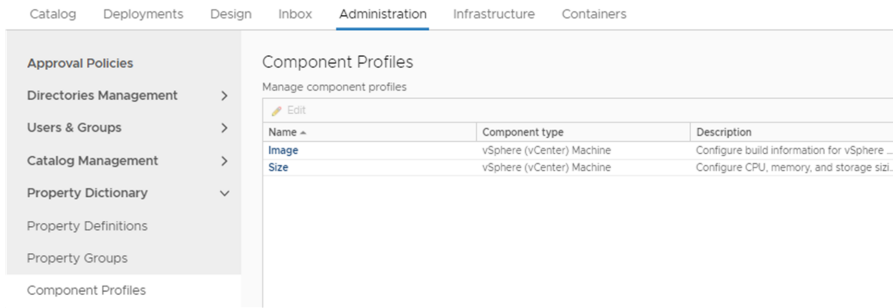 Catalog Deployments Design Inbox Administration Infrastructure Containers
Approval Policies
Directories Management
Users & Groups
Catalog Management
Property Dictionary
Property Definitions
Property Groups
Component Profiles
Component Profiles
Manage component profiles
Edit
Name Component type Description
Image vSphere (vCenter) Machine Configure build information for vSphere ...
Size vSphere (vCenter) Machine Configure CPU, memory, and storage sizi...